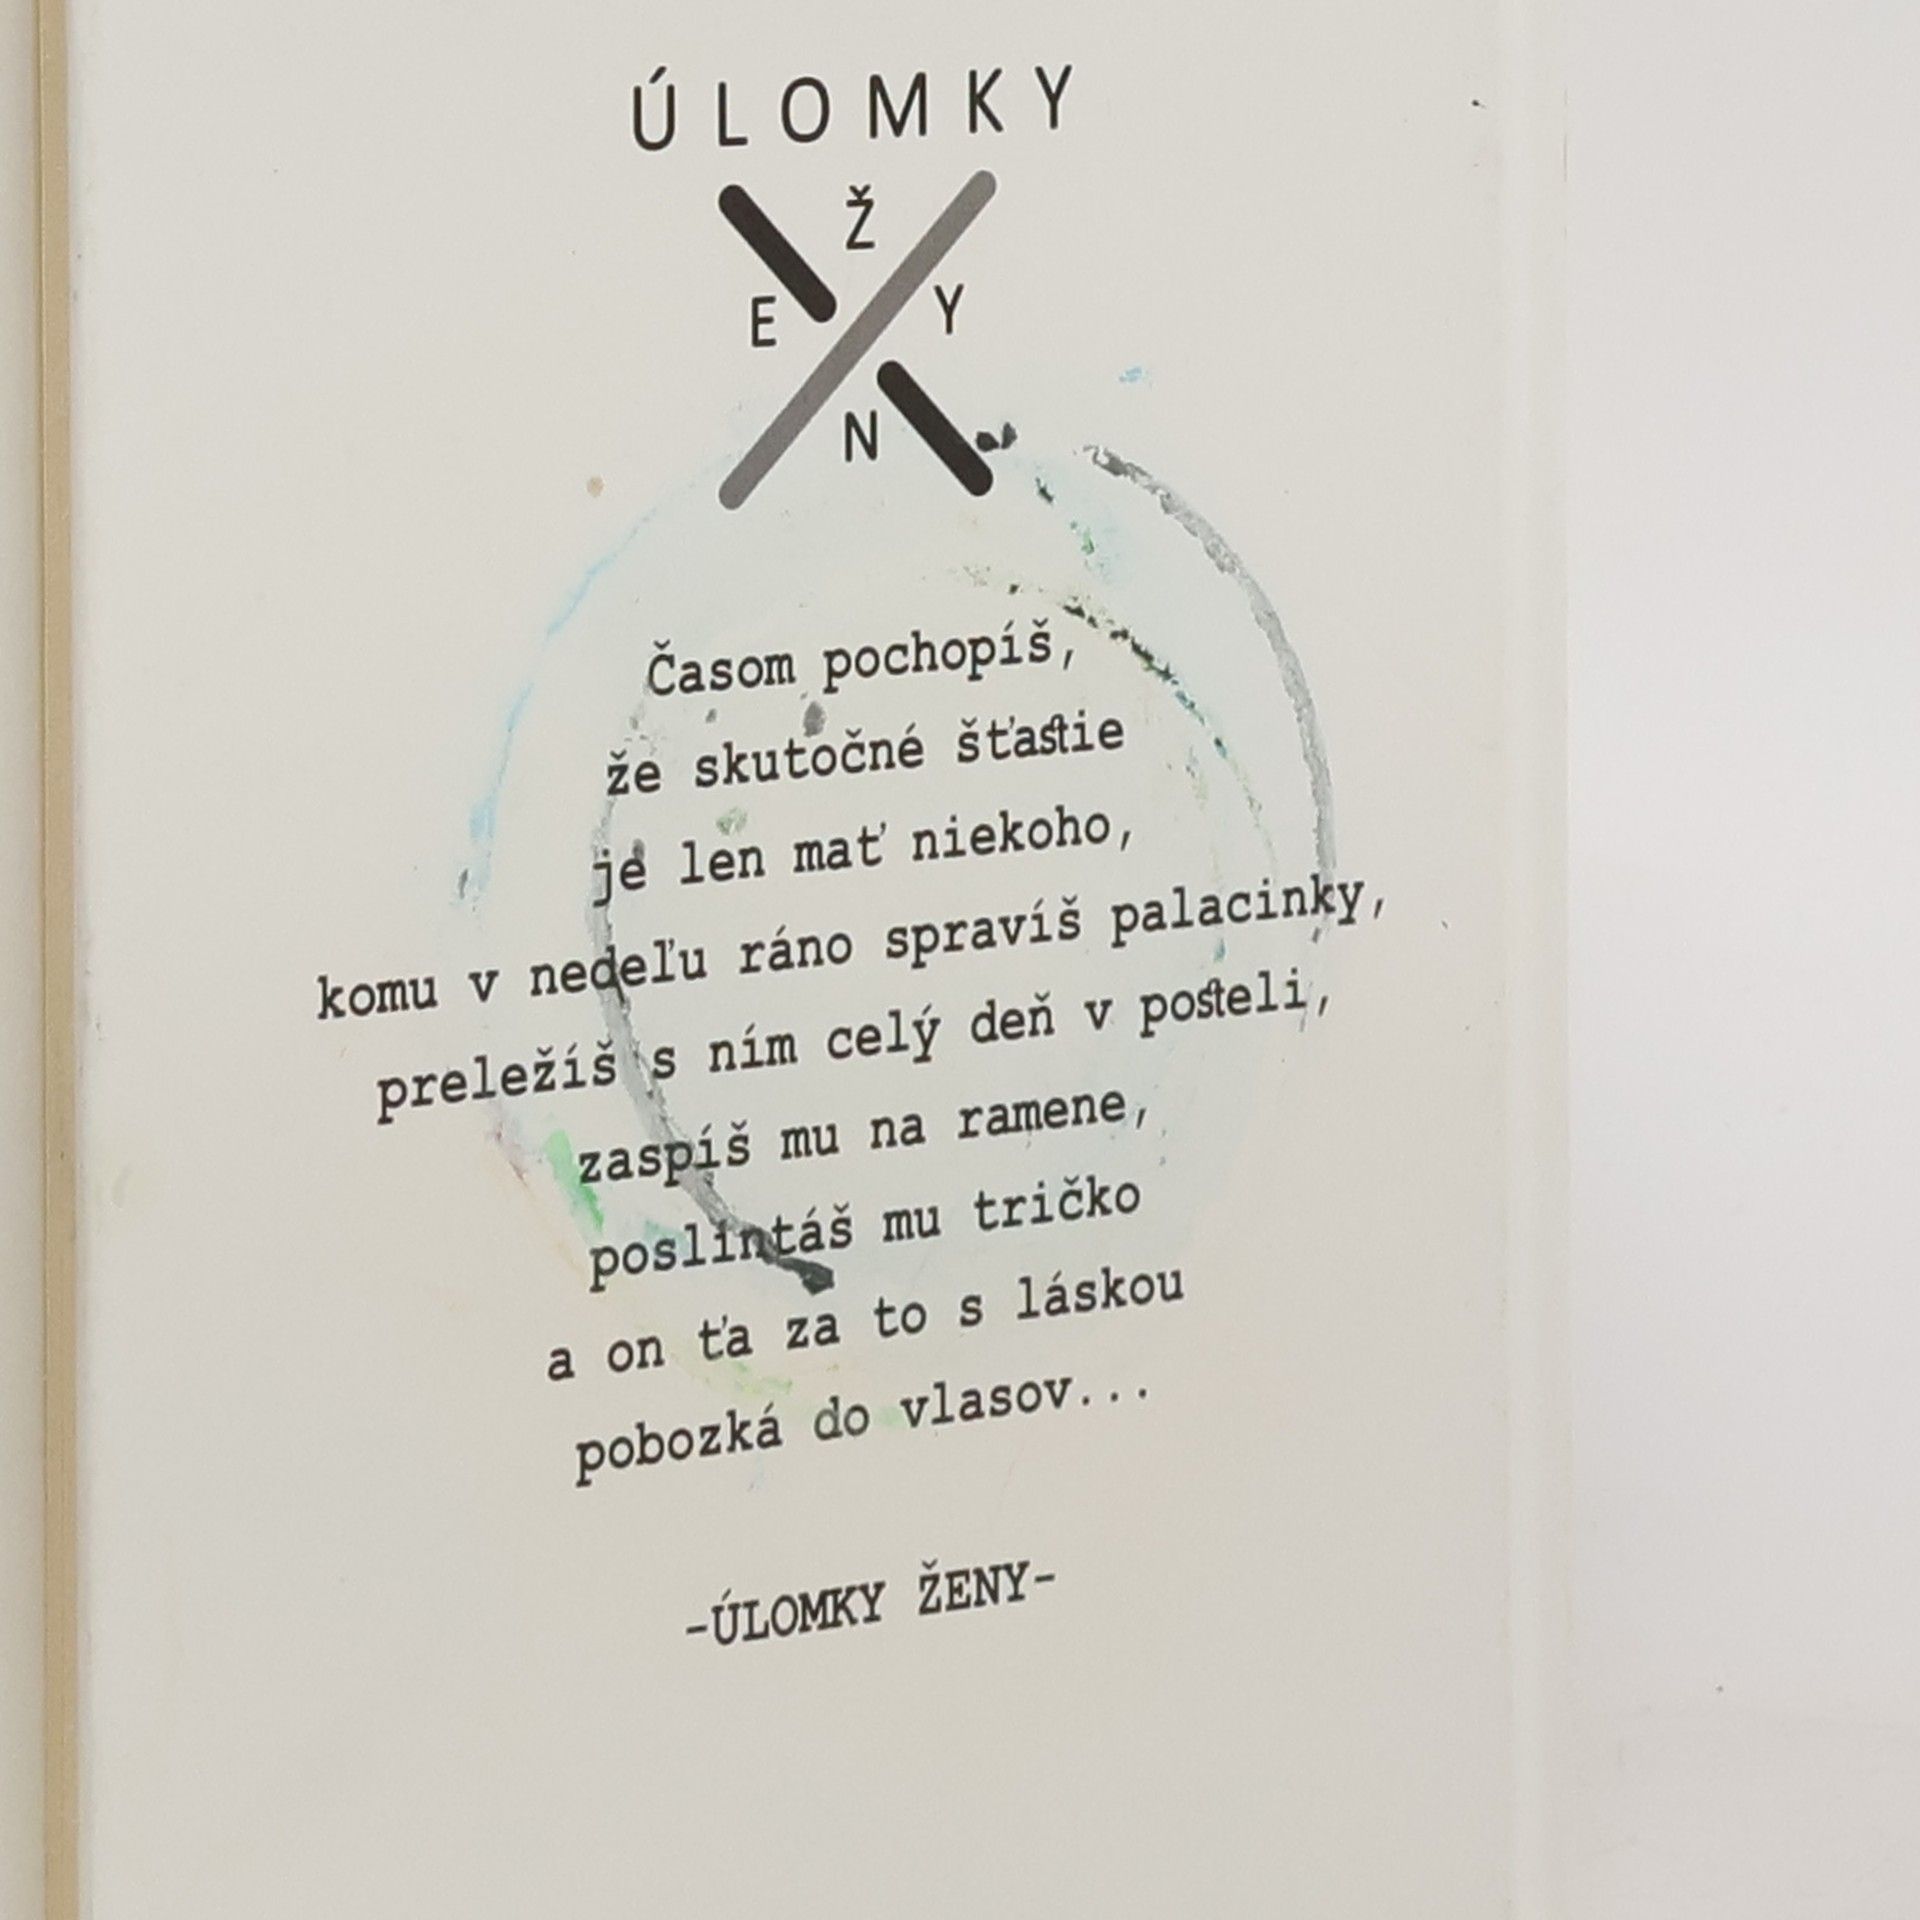 ÚLOMKY
Ž
E Y
N
Časom pochopíš,
že skutočné šťastie
je len mať niekoho,
komu v nedeľu ráno spravíš palacinky,
preležíš s ním celý deň v posteli,
zaspíš mu na ramene,
poslintáš mu tričko
a on ťa za to s láskou
pobozká do vlasov...
-ÚLOMKY ŽENY-